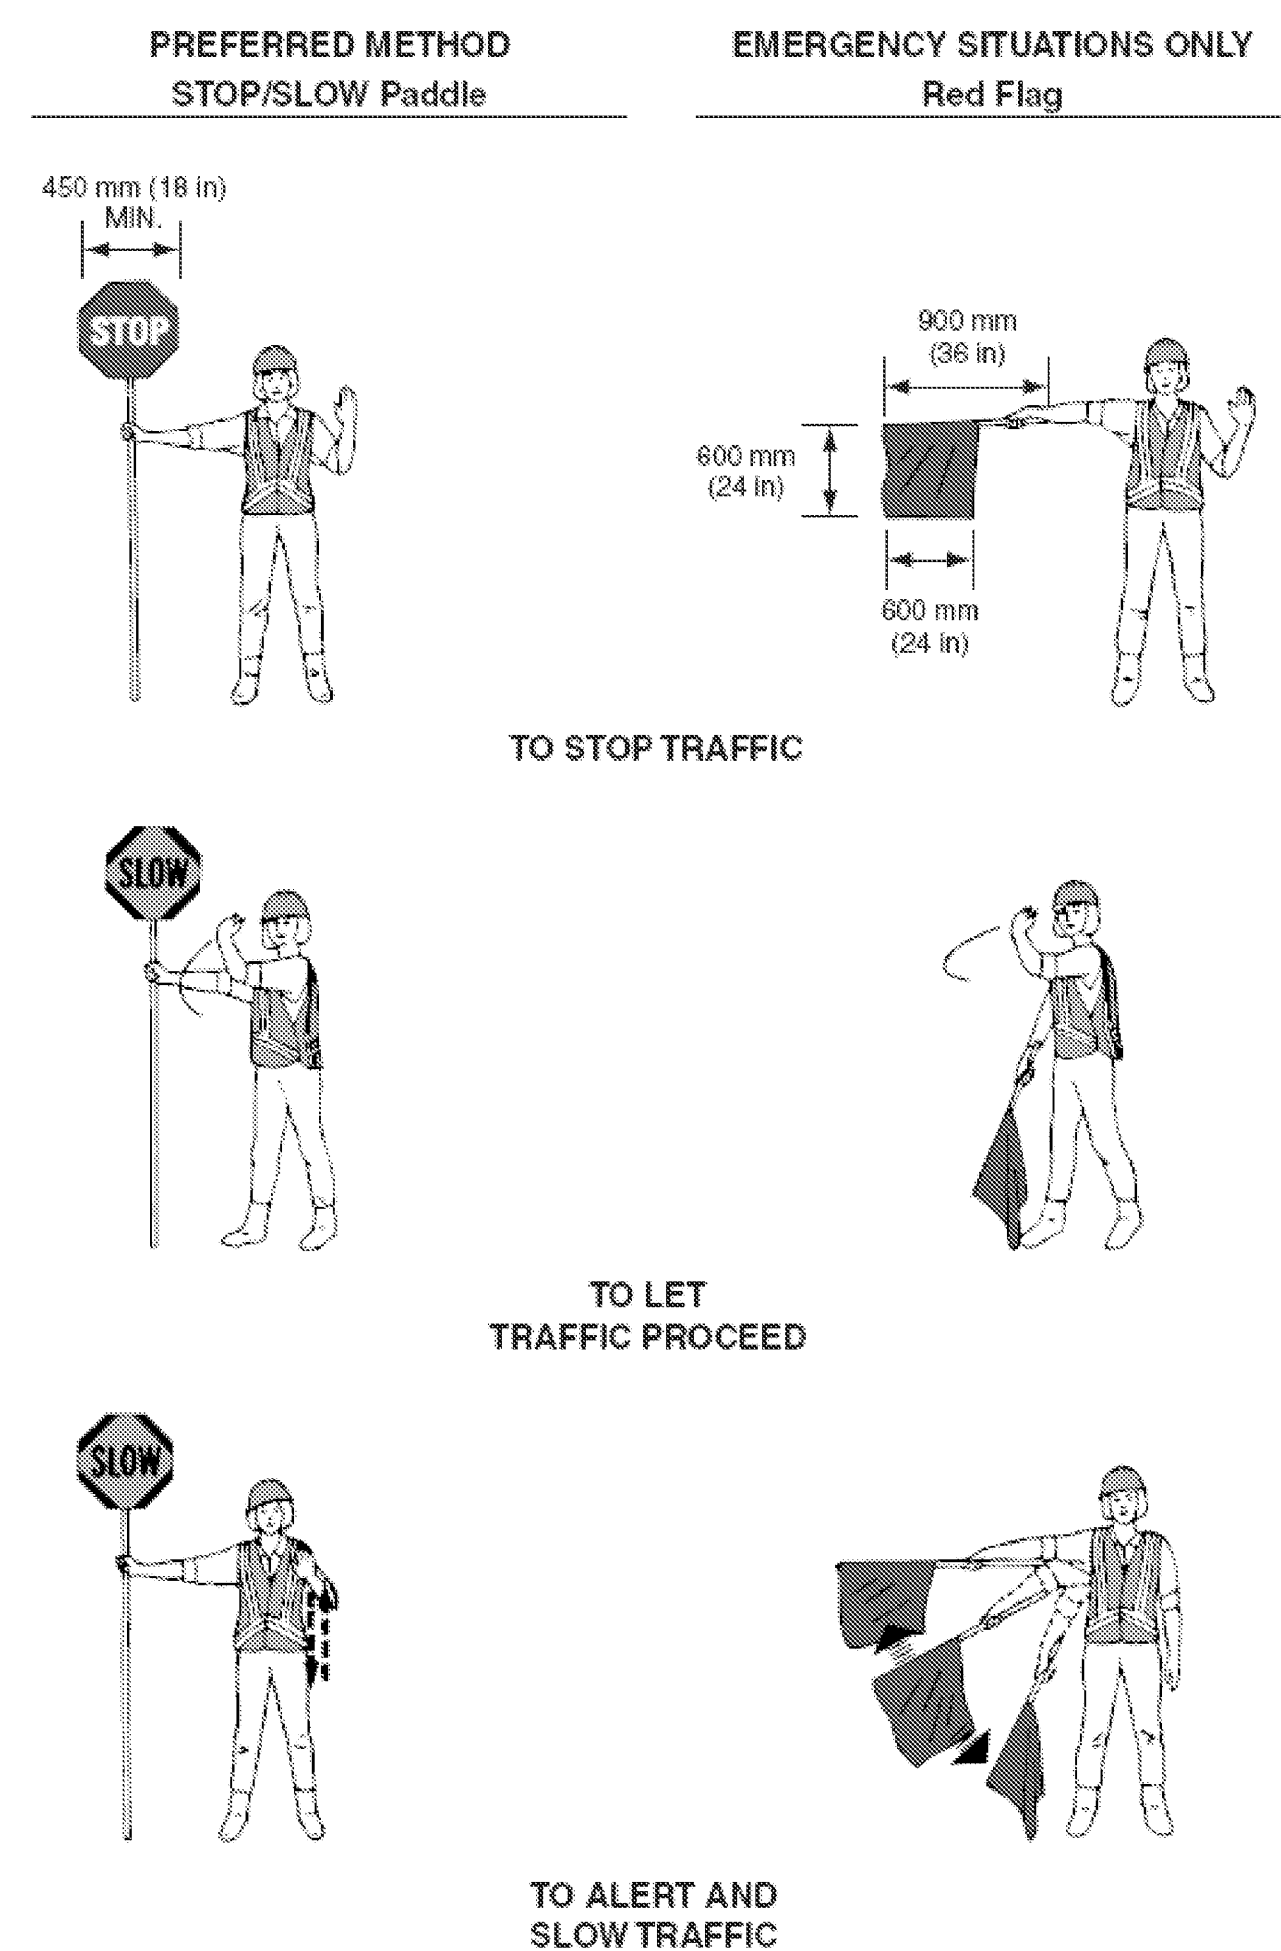 PREFERRED METHOD
STOP/SLOW Paddle
EMERGENCY SITUATIONS ONLY
Red Flag
450 mm (18 in)
MIN.
STOP
900 mm
(36 in)
600 mm
(24 in)
600 mm
(24 in)
TO STOP TRAFFIC
SLOW
TO LET
TRAFFIC PROCEED
SLOW
TO ALERT AND
SLOW TRAFFIC